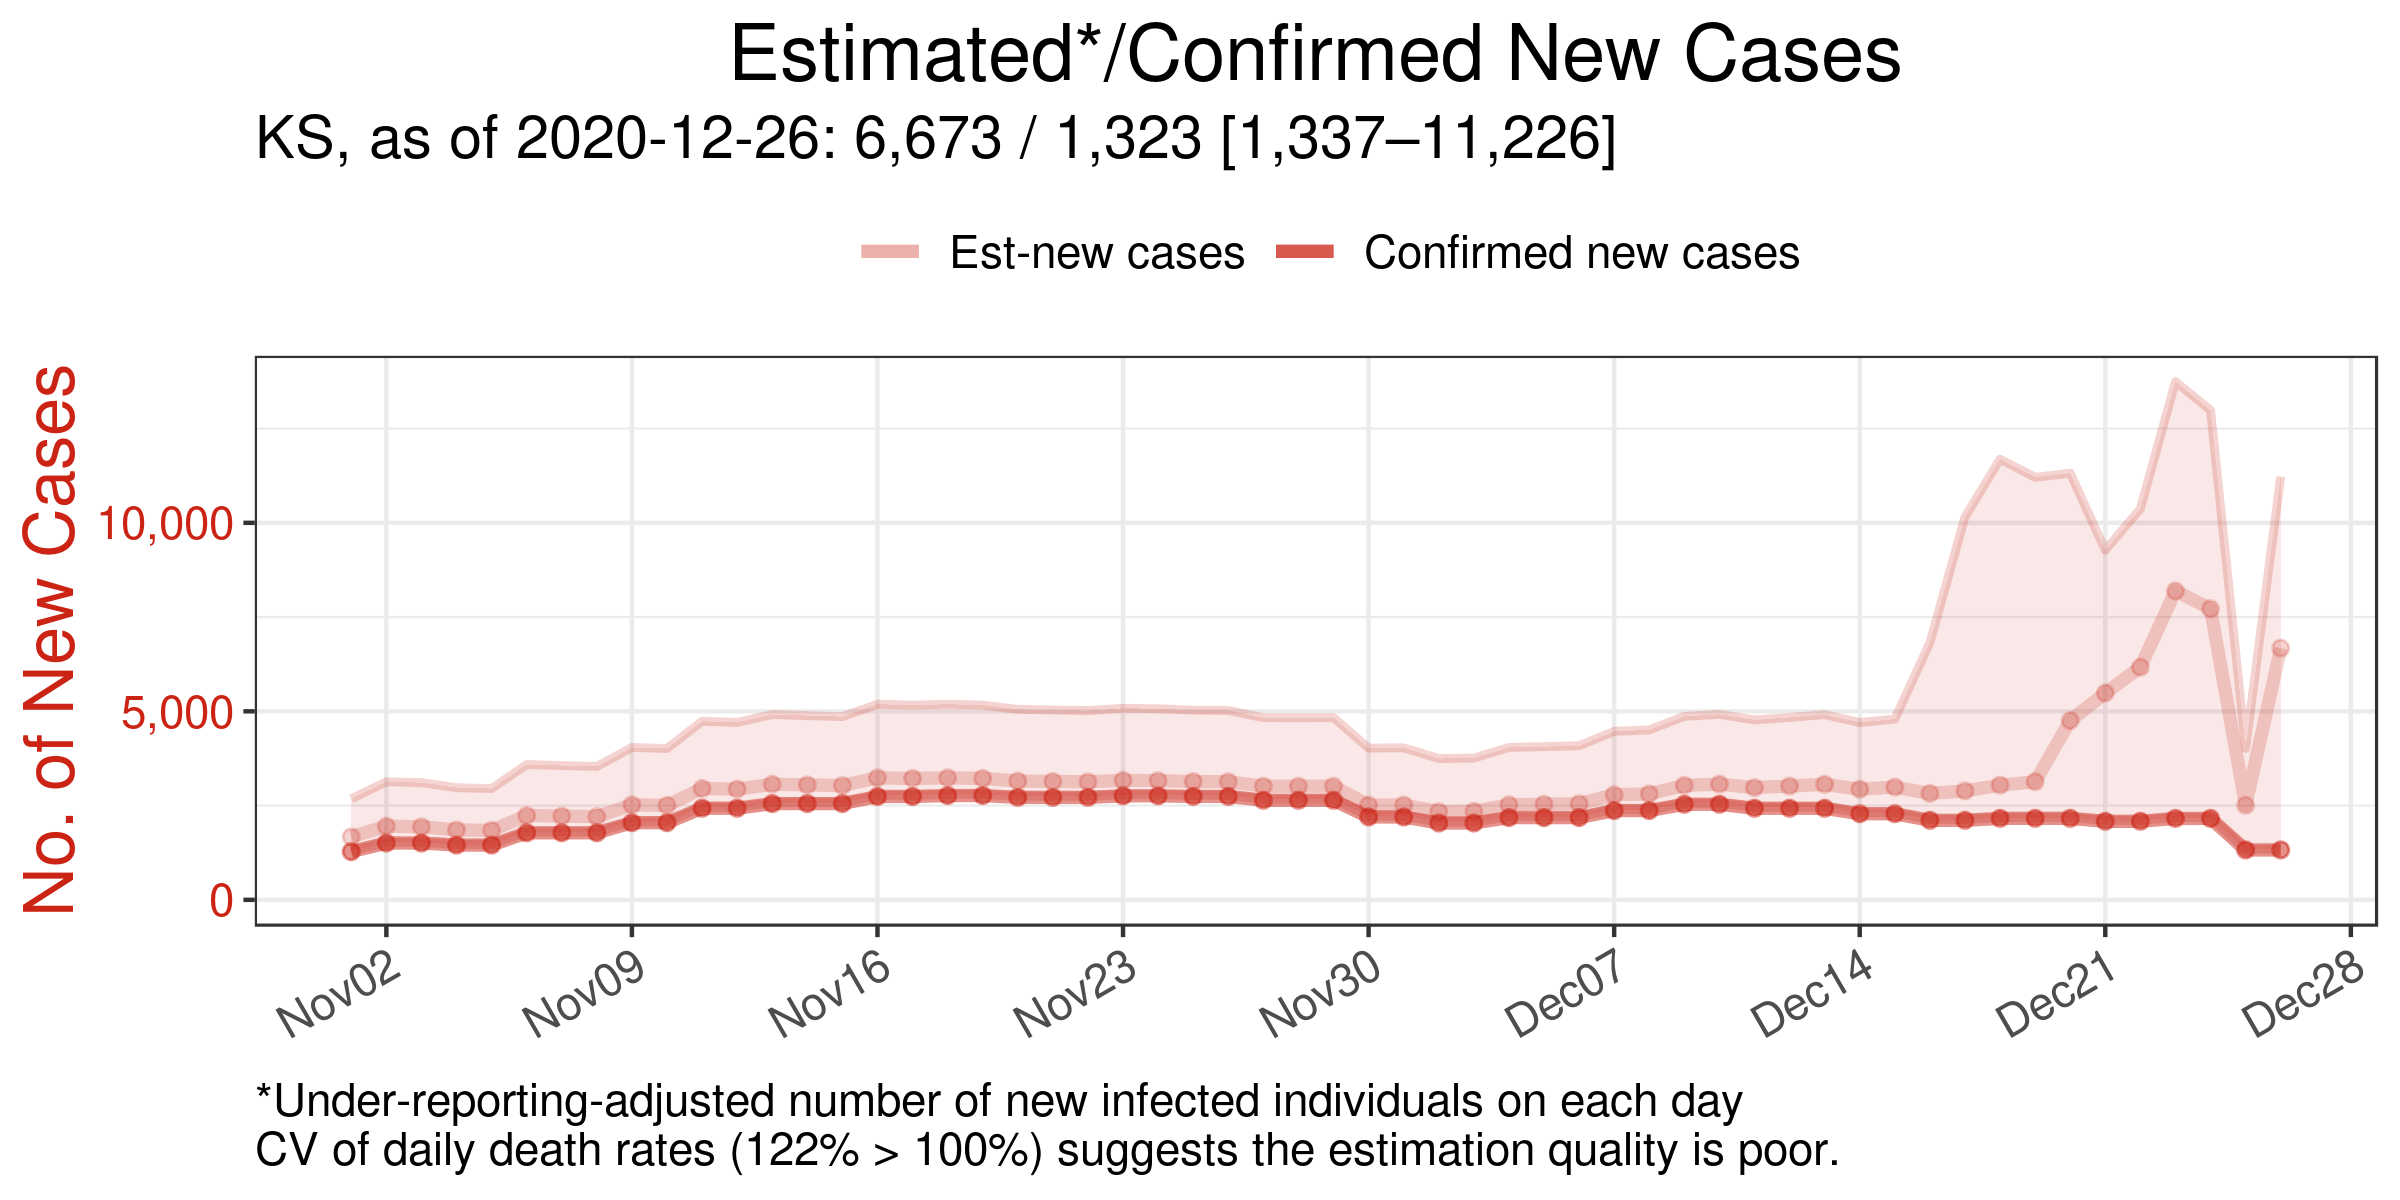 Estimated*/Confirmed New Cases
KS, as of 2020-12-26: 6,673 / 1,323 [1,337–11,226]
Est-new cases
Confirmed new cases
No. of New Cases
10,000
5,000
0
Nov02
Nov09
Nov16
Nov23
Nov30
Dec07
Dec14
Dec21
Dec28
*Under-reporting-adjusted number of new infected individuals on each day
CV of daily death rates (122% > 100%) suggests the estimation quality is poor.